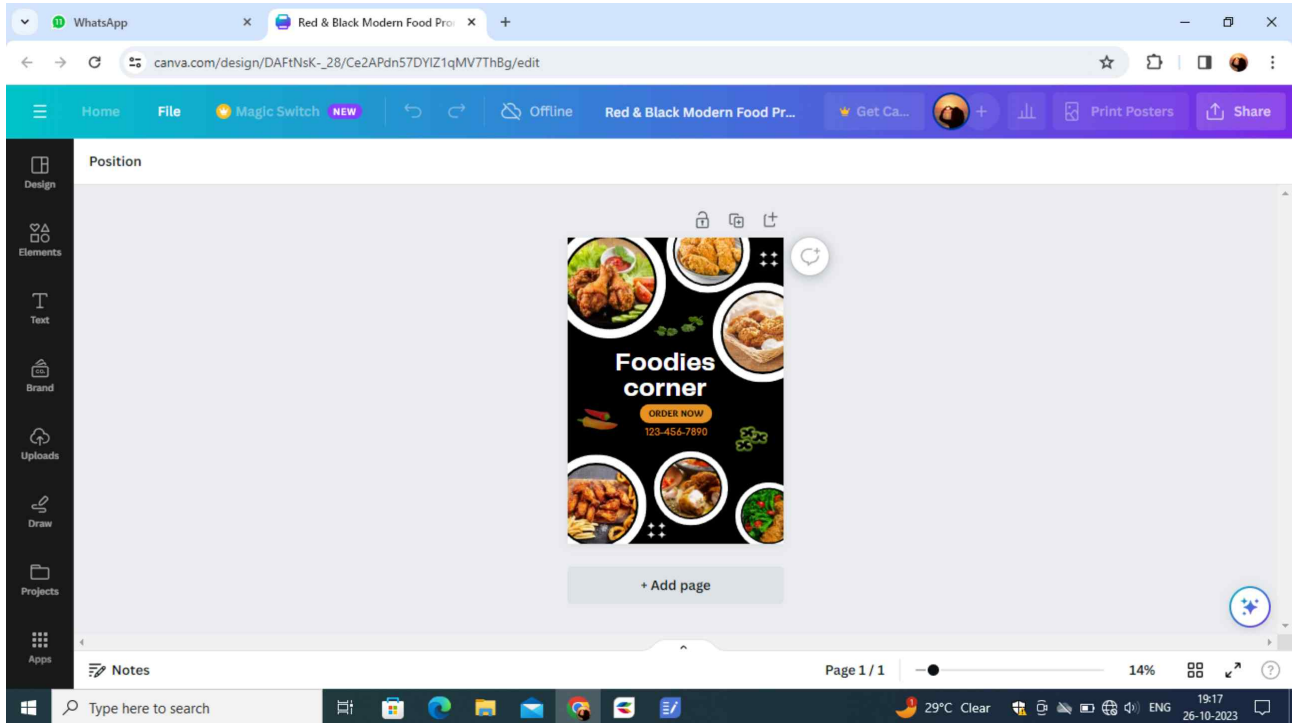 WhatsApp
Red & Black Modern Food Pro
canva.com/design/DAFtNsK-_28/Ce2APdn57DYIZ1qMV7ThBg/edit
Home File Magic Switch NEW Offline Red & Black Modern Food Pr... Get Ca... Print Posters Share
Position
Design
Elements
Text
Brand
Uploads
Draw
Projects
Apps
Foodies
corner
ORDER NOW
123-456-7890
+ Add page
Notes Page 1 / 1 14%
Type here to search 29°C Clear ENG 19:17
26-10-2023